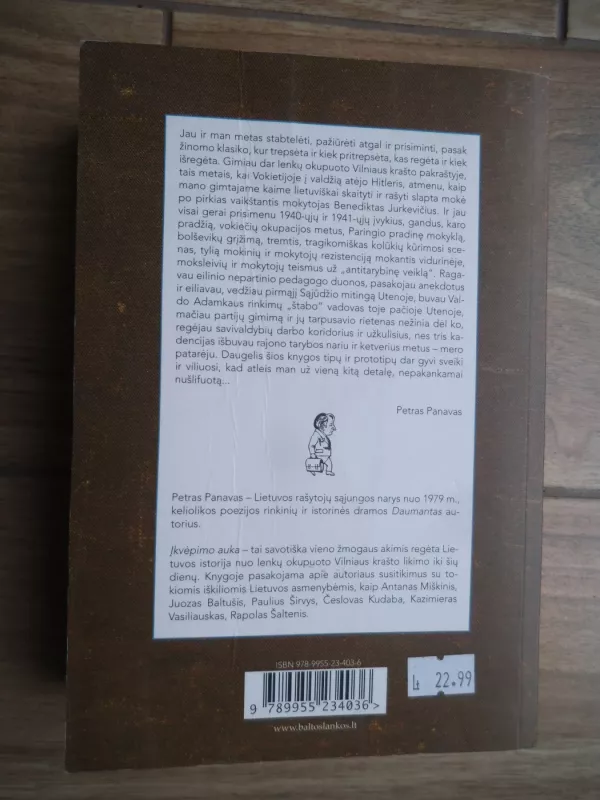 Jau ir man metas stabtelėti, pažiūrėti atgal ir prisiminti, pasak
žinomo klasiko, kur trepsėta ir kiek pritrepsėta, kas regėta ir kiek
išregėta. Gimiau dar lenkų okupuoto Vilniaus krašto pakraštyje,
tais metais, kai Vokietijoje į valdžią atėjo Hitleris, atmenu, kaip
mano gimtajame kaime lietuviškai skaityti ir rašyti slapta mokė
po pirkias vaikštantis mokytojas Benediktas Jurkevičius. Ir jau
visai gerai prisimenu 1940-ųjų ir 1941-ųjų įvykius, gandus, karo
pradžią, vokiečių okupacijos metus, Paringio pradinę mokyklą,
bolševikų grįžimą, tremtis, tragikomiškas kolūkių kūrimosi sce-
nas, tylią mokinių ir mokytojų rezistenciją mokantis vidurinėje,
moksleivių ir mokytojų teismus už „antitarybinę veiklą". Raga-
vau eilinio nepartinio pedagogo duonos, pasakojau anekdotus
ir eiliavau, vedžiau pirmąjį Sąjūdžio mitingą Utenoje, buvau Val-
do Adamkaus rinkimų „štabo" vadovas toje pačioje Utenoje,
mačiau partijų gimimą ir jų tarpusavio rietenas nežinia dėl ko,
regėjau savivaldybių darbo koridorius ir užkulisius, nes tris ka-
dencijas išbuvau rajono tarybos nariu ir ketverius metus – mero
patarėju. Daugelis šios knygos tipų ir prototipų dar gyvi sveiki
ir viliuosi, kad atleis man už vieną kitą detalę, nepakankamai
nušlifuotą...
Petras Panavas
Petras Panavas – Lietuvos rašytojų sąjungos narys nuo 1979 m.,
keliolikos poezijos rinkinių ir istorinės dramos Daumantas au-
torius.
Įkvėpimo auka – tai savotiška vieno žmogaus akimis regėta Lie-
tuvos istorija nuo lenkų okupuoto Vilniaus krašto likimo iki šių
dienų. Knygoje pasakojama apie autoriaus susitikimus su to-
kiomis iškiliomis Lietuvos asmenybėmis, kaip Antanas Miškinis,
Juozas Baltušis, Paulius Širvys, Česlovas Kudaba, Kazimieras
Vasiliauskas, Rapolas Šaltenis.
ISBN 978-9955-23-403-6
9 789955 234036
www.baltoslankos.lt
Lt 22.99